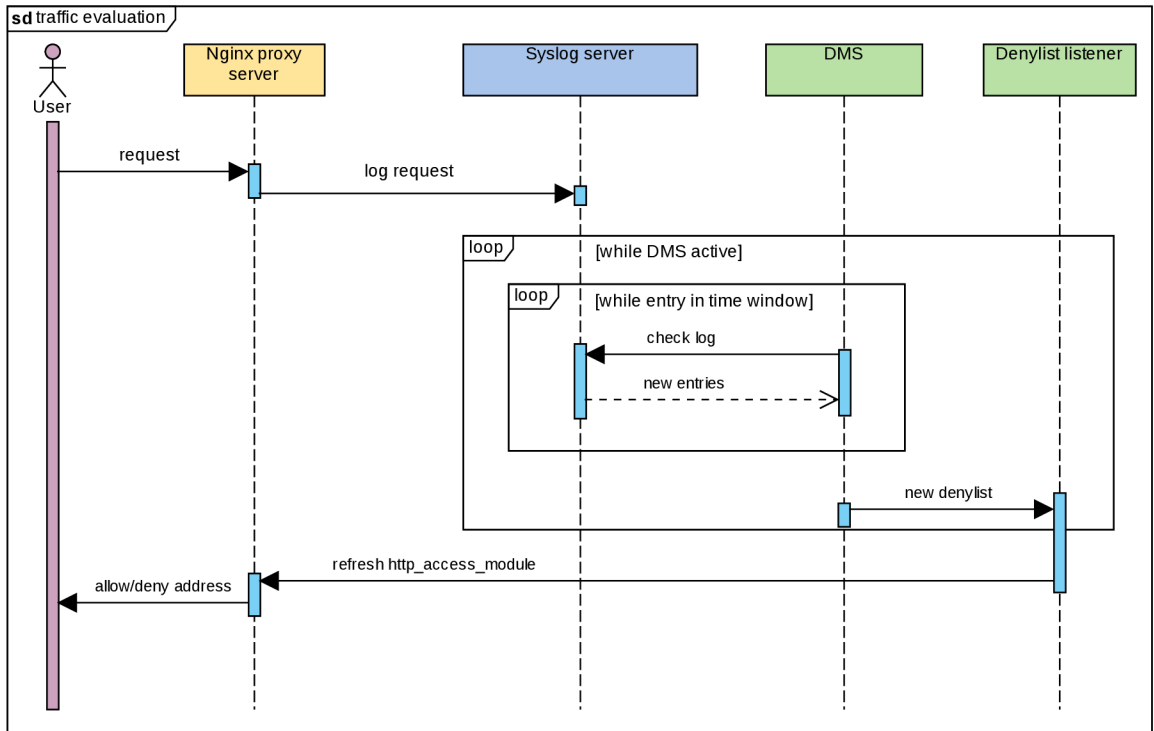 sd traffic evaluation
User
Nginx proxy
server
Syslog server
DMS
Denylist listener
request
log request
loop
[while DMS active]
loop
[while entry in time window]
check log
new entries
new denylist
refresh http_access_module
allow/deny address